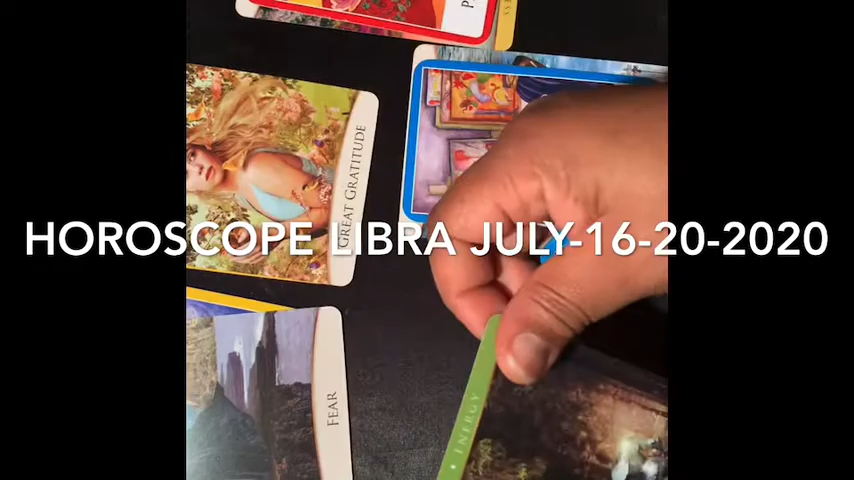 GREAT GRATITUDE
HOROSCOPE LIBRA JULY-16-20-2020
FEAR
ENERGY